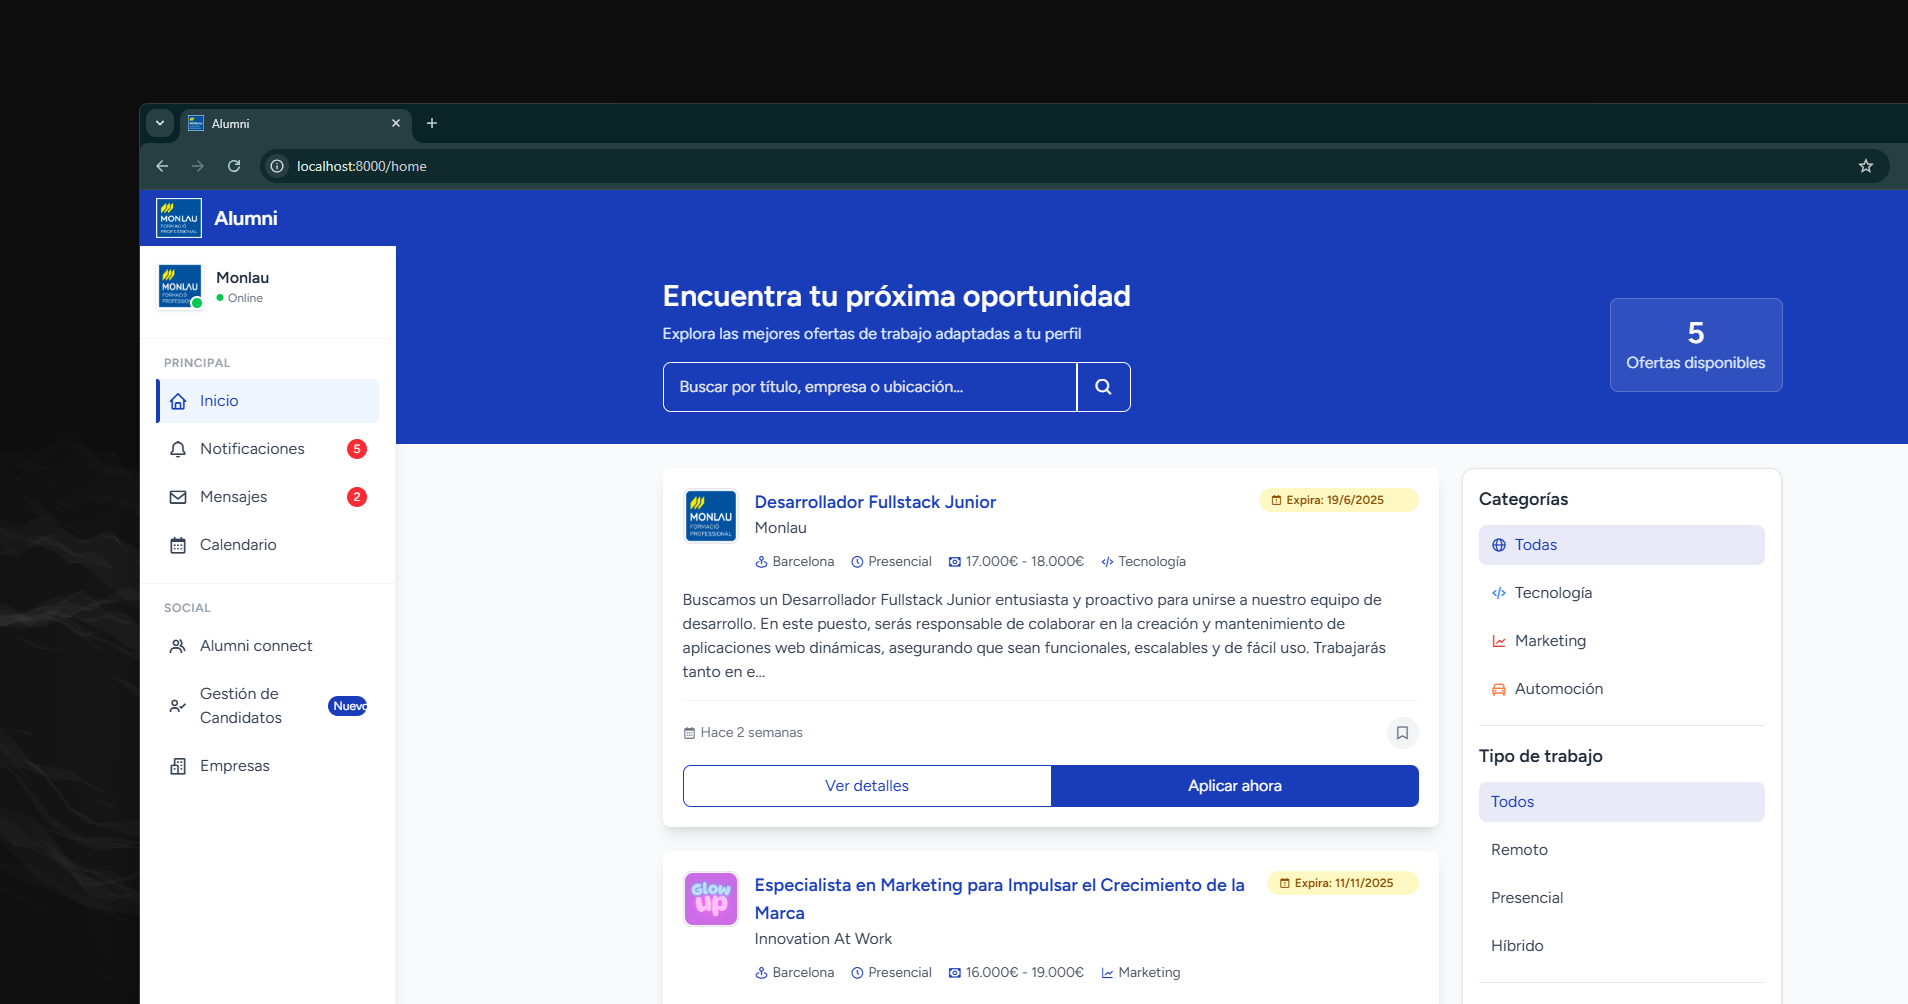 Alumni
localhost:8000/home
MONLAU
FORMACIÓ
PROFESSIONAL
Alumni
MONLAU
FORMACIÓ
Monlau
Online
PRINCIPAL
Inicio
Notificaciones 5
Mensajes 2
Calendario
SOCIAL
Alumni connect
Gestión de
Candidatos
Nuevo
Empresas
Encuentra tu próxima oportunidad
Explora las mejores ofertas de trabajo adaptadas a tu perfil
Buscar por título, empresa o ubicación...
5
Ofertas disponibles
MONLAU
FORMACIÓ
PROFESSIONAL
Desarrollador Fullstack Junior
Expira: 19/6/2025
Monlau
Barcelona Presencial 17.000€ - 18.000€ Tecnología
Buscamos un Desarrollador Fullstack Junior entusiasta y proactivo para unirse a nuestro equipo de
desarrollo. En este puesto, serás responsable de colaborar en la creación y mantenimiento de
aplicaciones web dinámicas, asegurando que sean funcionales, escalables y de fácil uso. Trabajarás
tanto en e...
Hace 2 semanas
Ver detalles
Aplicar ahora
Glow
up
Especialista en Marketing para Impulsar el Crecimiento de la
Marca
Expira: 11/11/2025
Innovation At Work
Barcelona Presencial 16.000€ - 19.000€ Marketing
Categorías
Todas
Tecnología
Marketing
Automoción
Tipo de trabajo
Todos
Remoto
Presencial
Híbrido